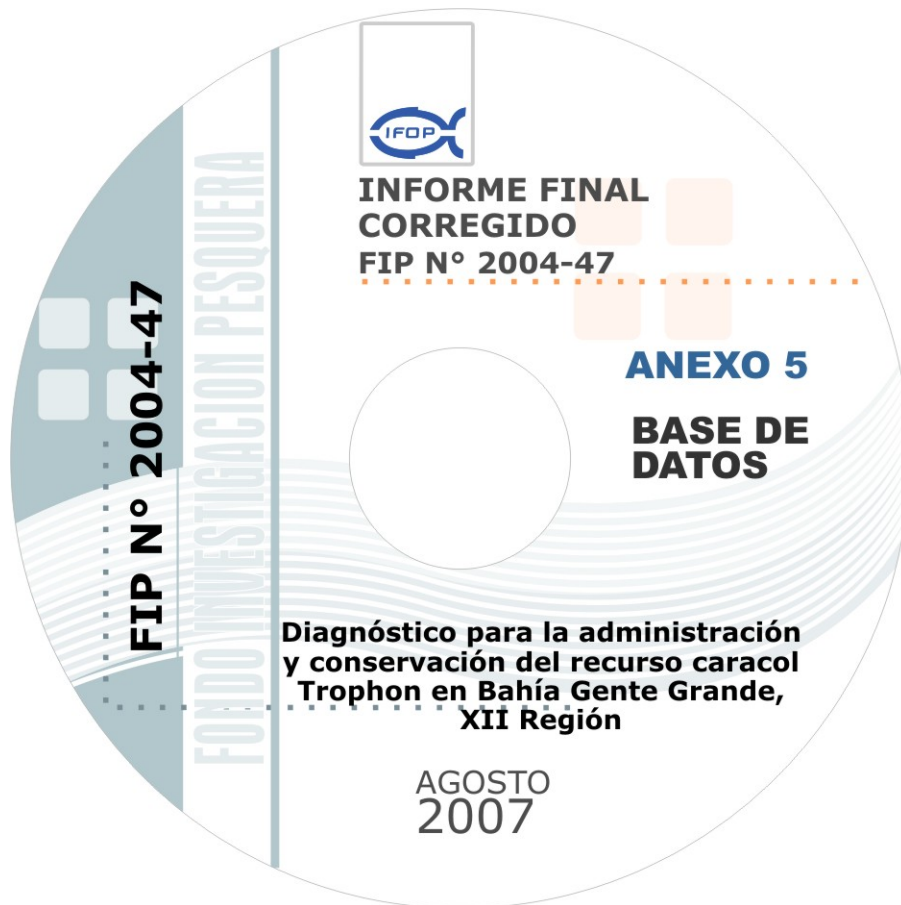 IFOP
INFORME FINAL
CORREGIDO
FIP N° 2004-47
FIP N° 2004-47
FONDO INVESTIGACION PESQUERA
ANEXO 5
BASE DE
DATOS
Diagnóstico para la administración
y conservación del recurso caracol
Trophon en Bahía Gente Grande,
XII Región
AGOSTO
2007